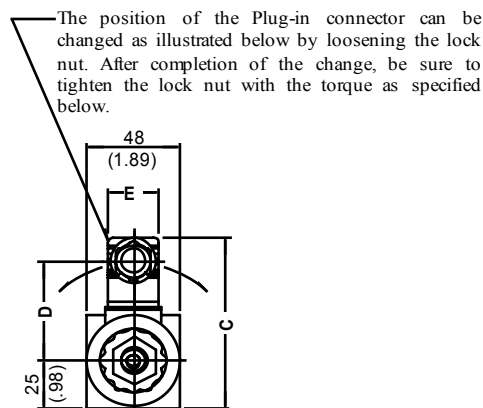 The position of the Plug-in connector can be
changed as illustrated below by loosening the lock
nut. After completion of the change, be sure to
tighten the lock nut with the torque as specified
below.
48
(1.89)
E
D
C
25
(.98)